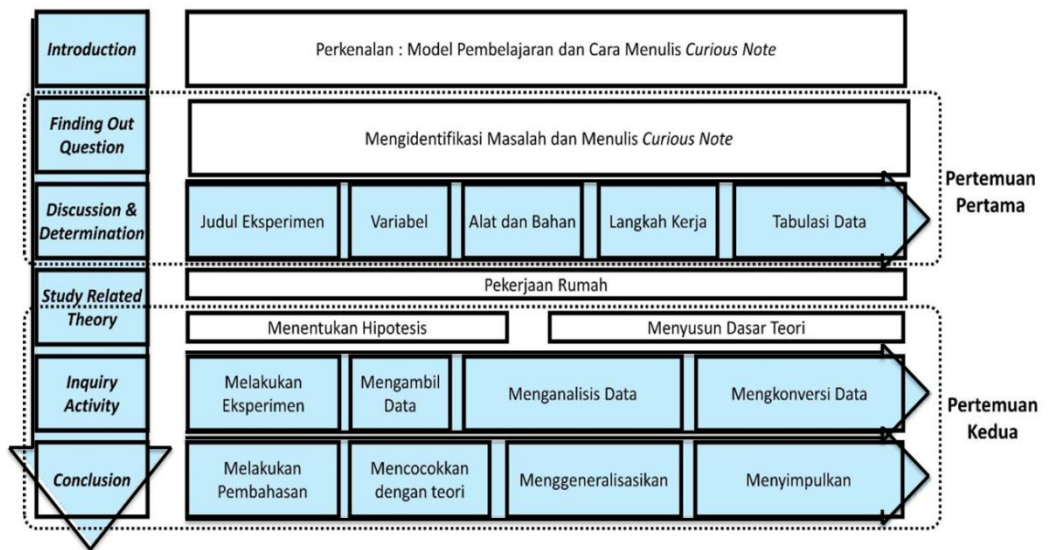 Introduction
Perkenalan : Model Pembelajaran dan Cara Menulis Curious Note
Finding Out
Question
Mengidentifikasi Masalah dan Menulis Curious Note
Discussion &
Determination
Judul Eksperimen
Variabel
Alat dan Bahan
Langkah Kerja
Tabulasi Data
Pertemuan
Pertama
Study Related
Theory
Pekerjaan Rumah
Menentukan Hipotesis
Menyusun Dasar Teori
Inquiry
Activity
Melakukan
Eksperimen
Mengambil
Data
Menganalisis Data
Mengkonversi Data
Pertemuan
Kedua
Conclusion
Melakukan
Pembahasan
Mencocokkan
dengan teori
Menggeneralisasikan
Menyimpulkan